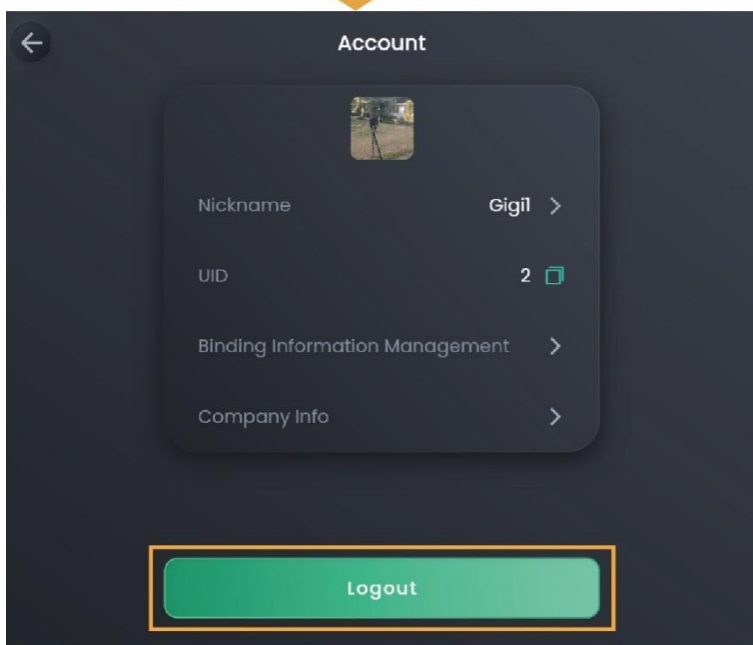 Account
Nickname Gigi1
UID 2
Binding Information Management
Company Info
Logout